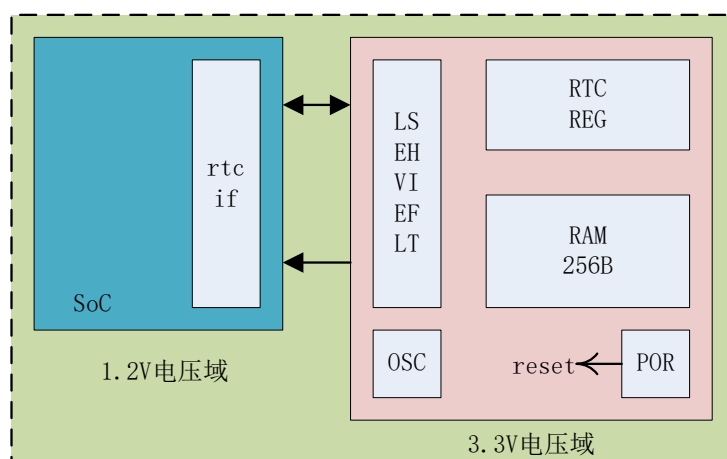 rtc
if
SoC
1.2V电压域
LS
EH
VI
EF
LT
RTC
REG
RAM
256B
OSC
reset
POR
3.3V电压域